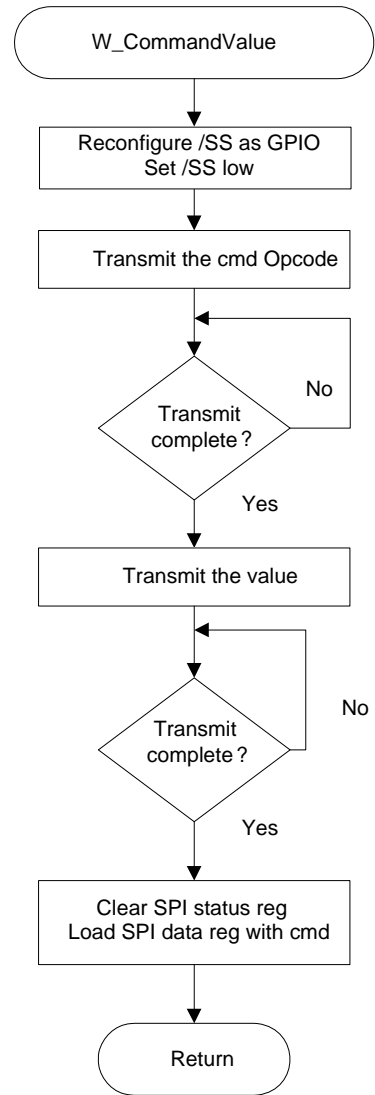 W_CommandValue
Reconfigure /SS as GPIO
Set /SS low
Transmit the cmd Opcode
No
Transmit
complete?
Yes
Transmit the value
No
Transmit
complete?
Yes
Clear SPI status reg
Load SPI data reg with cmd
Return